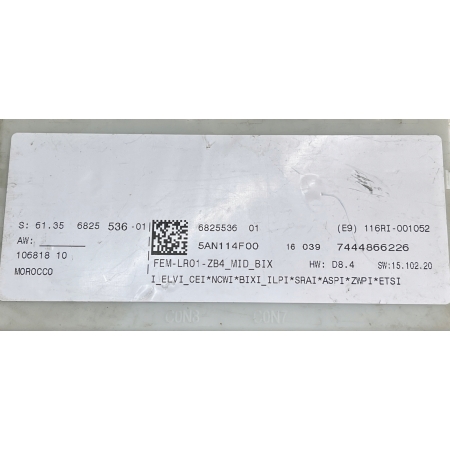 S: 61.35 6825 536-01
AW:
106818 10
MOROCCO
6825536 01 (E9) 116RI-001052
5AN114F00 16 039 7444866226
FEM-LR01-ZB4_MID_BIX HW: D8.4 SW:15.102.20
I_ELVI_CEI*NCWI*BIXI_ILPI*SRAI*ASPI*ZWPI*ETSI